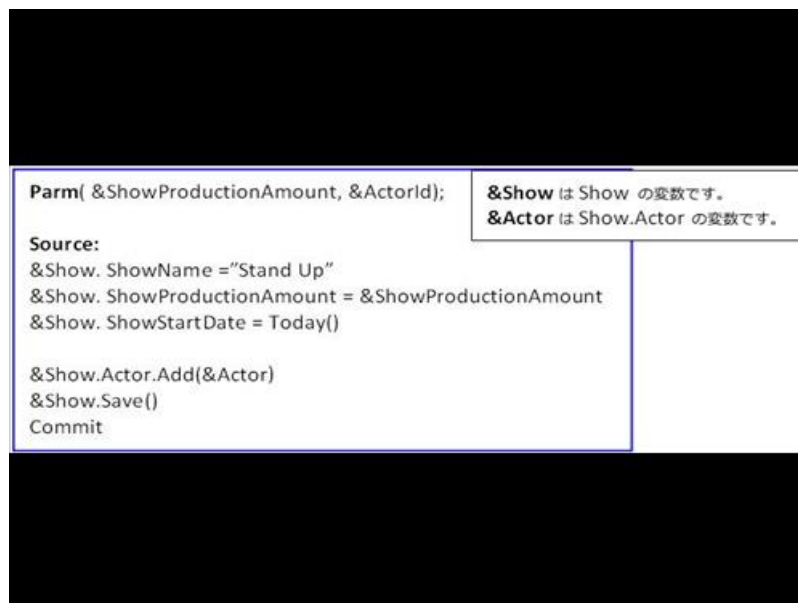 Parm( &ShowProductionAmount, &ActorId);
&Show は Show の変数です。
&Actor は Show.Actor の変数です。
Source:
&Show. ShowName =”Stand Up”
&Show. ShowProductionAmount = &ShowProductionAmount
&Show. ShowStartDate = Today()
&Show.Actor.Add(&Actor)
&Show.Save()
Commit